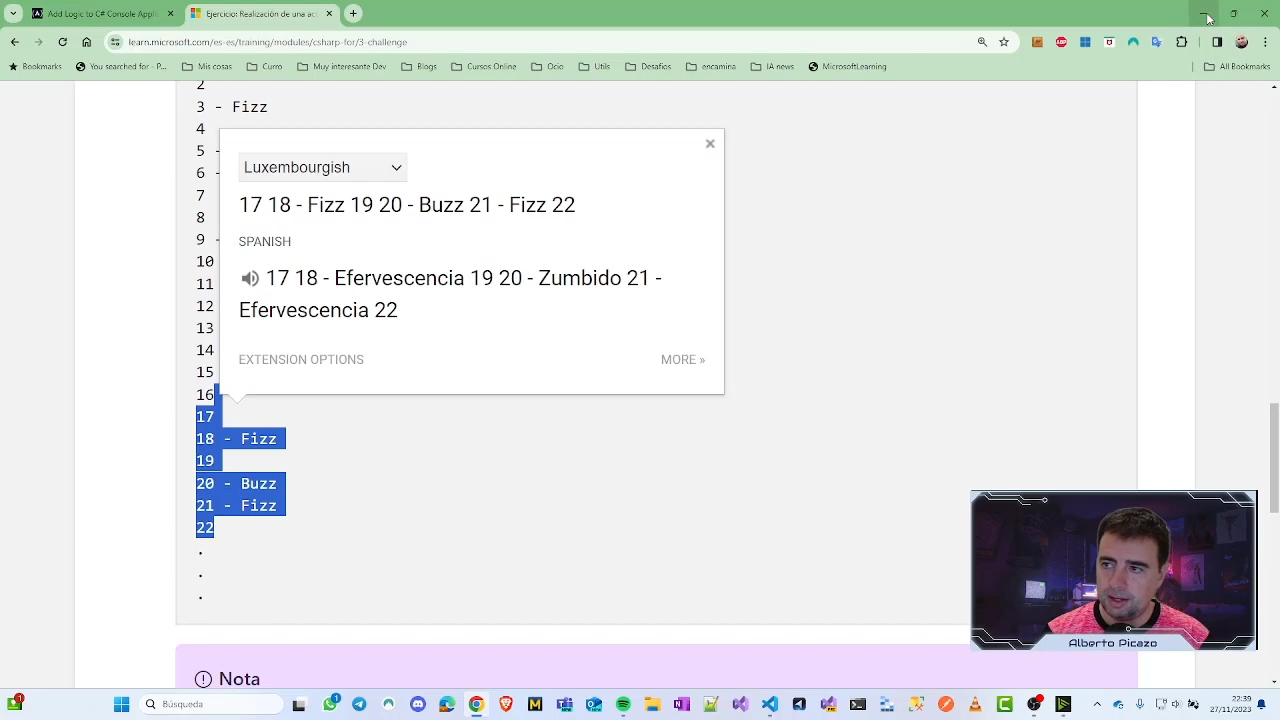 Add Logic to C# Console Appli
Ejercicio: Realización de una ac
learn.microsoft.com/es-es/training/modules/csharp-for/3-challenge
Bookmarks
You searched for - P...
Mis cosas
Curro
Muy interesante Dev
Blogs
Cursos Online
Ocio
Utils
Desafios
encamina
IA news
MicrosoftLearning
All Bookmarks
2
3 - Fizz
4
5 -
6 -
7
8
9 -
10
11
12
13
14
15
16
17
18 - Fizz
19
20 - Buzz
21 - Fizz
22
.
.
.
Luxembourgish
17 18 - Fizz 19 20 - Buzz 21 - Fizz 22
SPANISH
17 18 - Efervescencia 19 20 - Zumbido 21 -
Efervescencia 22
EXTENSION OPTIONS
MORE »
Nota
Alberto Picazo
Búsqueda
22:39
27/11/2023